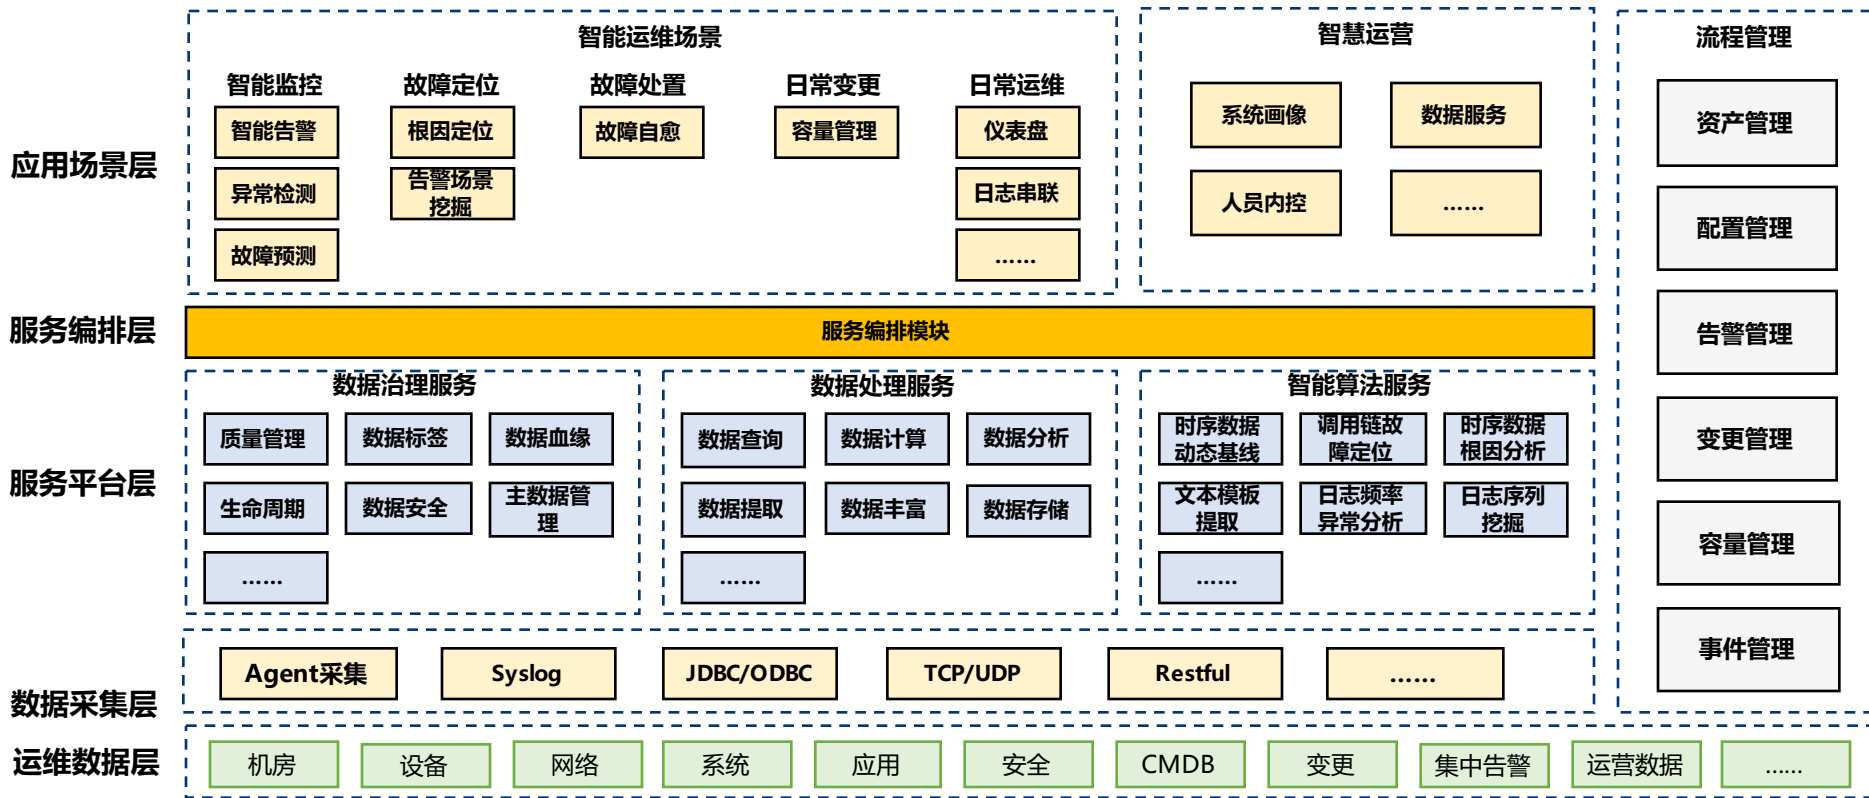 应用场景层
智能运维场景
智能监控
智能告警
异常检测
故障预测
故障定位
根因定位
告警场景
挖掘
故障处置
故障自愈
日常变更
容量管理
日常运维
仪表盘
日志串联
......
智慧运营
系统画像
数据服务
人员内控
......
服务编排层
服务编排模块
服务平台层
数据治理服务
质量管理
数据标签
数据血缘
生命周期
数据安全
主数据管
理
......
数据处理服务
数据查询
数据计算
数据分析
数据提取
数据丰富
数据存储
......
智能算法服务
时序数据
动态基线
调用链故
障定位
时序数据
根因分析
文本模板
提取
日志频率
异常分析
日志序列
挖掘
......
数据采集层
Agent采集
Syslog
JDBC/ODBC
TCP/UDP
Restful
......
运维数据层
机房
设备
网络
系统
应用
安全
CMDB
变更
集中告警
运营数据
......
流程管理
资产管理
配置管理
告警管理
变更管理
容量管理
事件管理